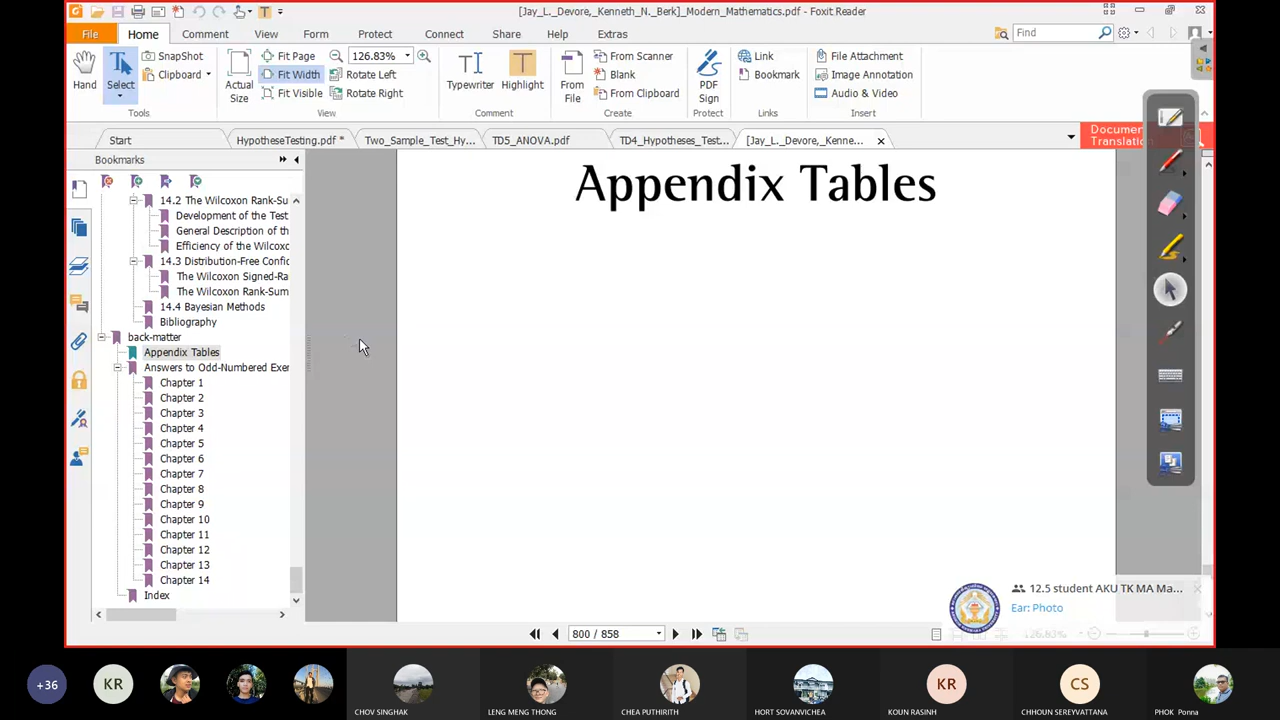 [Jay_L._Devore,_Kenneth_N._Berk]_Modern_Mathematics.pdf - Foxit Reader
File Home Comment View Form Protect Connect Share Help Extras Find
SnapShot Fit Page 126.83% From Scanner Link File Attachment
Clipboard Fit Width Rotate Left Blank Bookmark Image Annotation
Hand Select Actual Size Fit Visible Rotate Right Typewriter Highlight From File From Clipboard PDF Sign Audio & Video
Tools View Comment Create Protect Links Insert
Start HypotheseTesting.pdf * Two_Sample_Test_Hy... TD5_ANOVA.pdf TD4_Hypotheses_Test... [Jay_L._Devore,_Kenne...
Document
Translation
Bookmarks
14.2 The Wilcoxon Rank-Su
Development of the Test
General Description of th
Efficiency of the Wilcoxo
14.3 Distribution-Free Confic
The Wilcoxon Signed-Ra
The Wilcoxon Rank-Sum
14.4 Bayesian Methods
Bibliography
back-matter
Appendix Tables
Answers to Odd-Numbered Exer
Chapter 1
Chapter 2
Chapter 3
Chapter 4
Chapter 5
Chapter 6
Chapter 7
Chapter 8
Chapter 9
Chapter 10
Chapter 11
Chapter 12
Chapter 13
Chapter 14
Index
Appendix Tables
12.5 student AKU TK MA Ma...
Ear: Photo
800 / 858
126.83%
+36 KR KR CS
CHOV SINGHAK LENG MENG THONG CHEA PUTHIRITH HORT SOVANVICHEA KOUN RASINH CHHOUN SEREYVATTANA PHOK Ponna